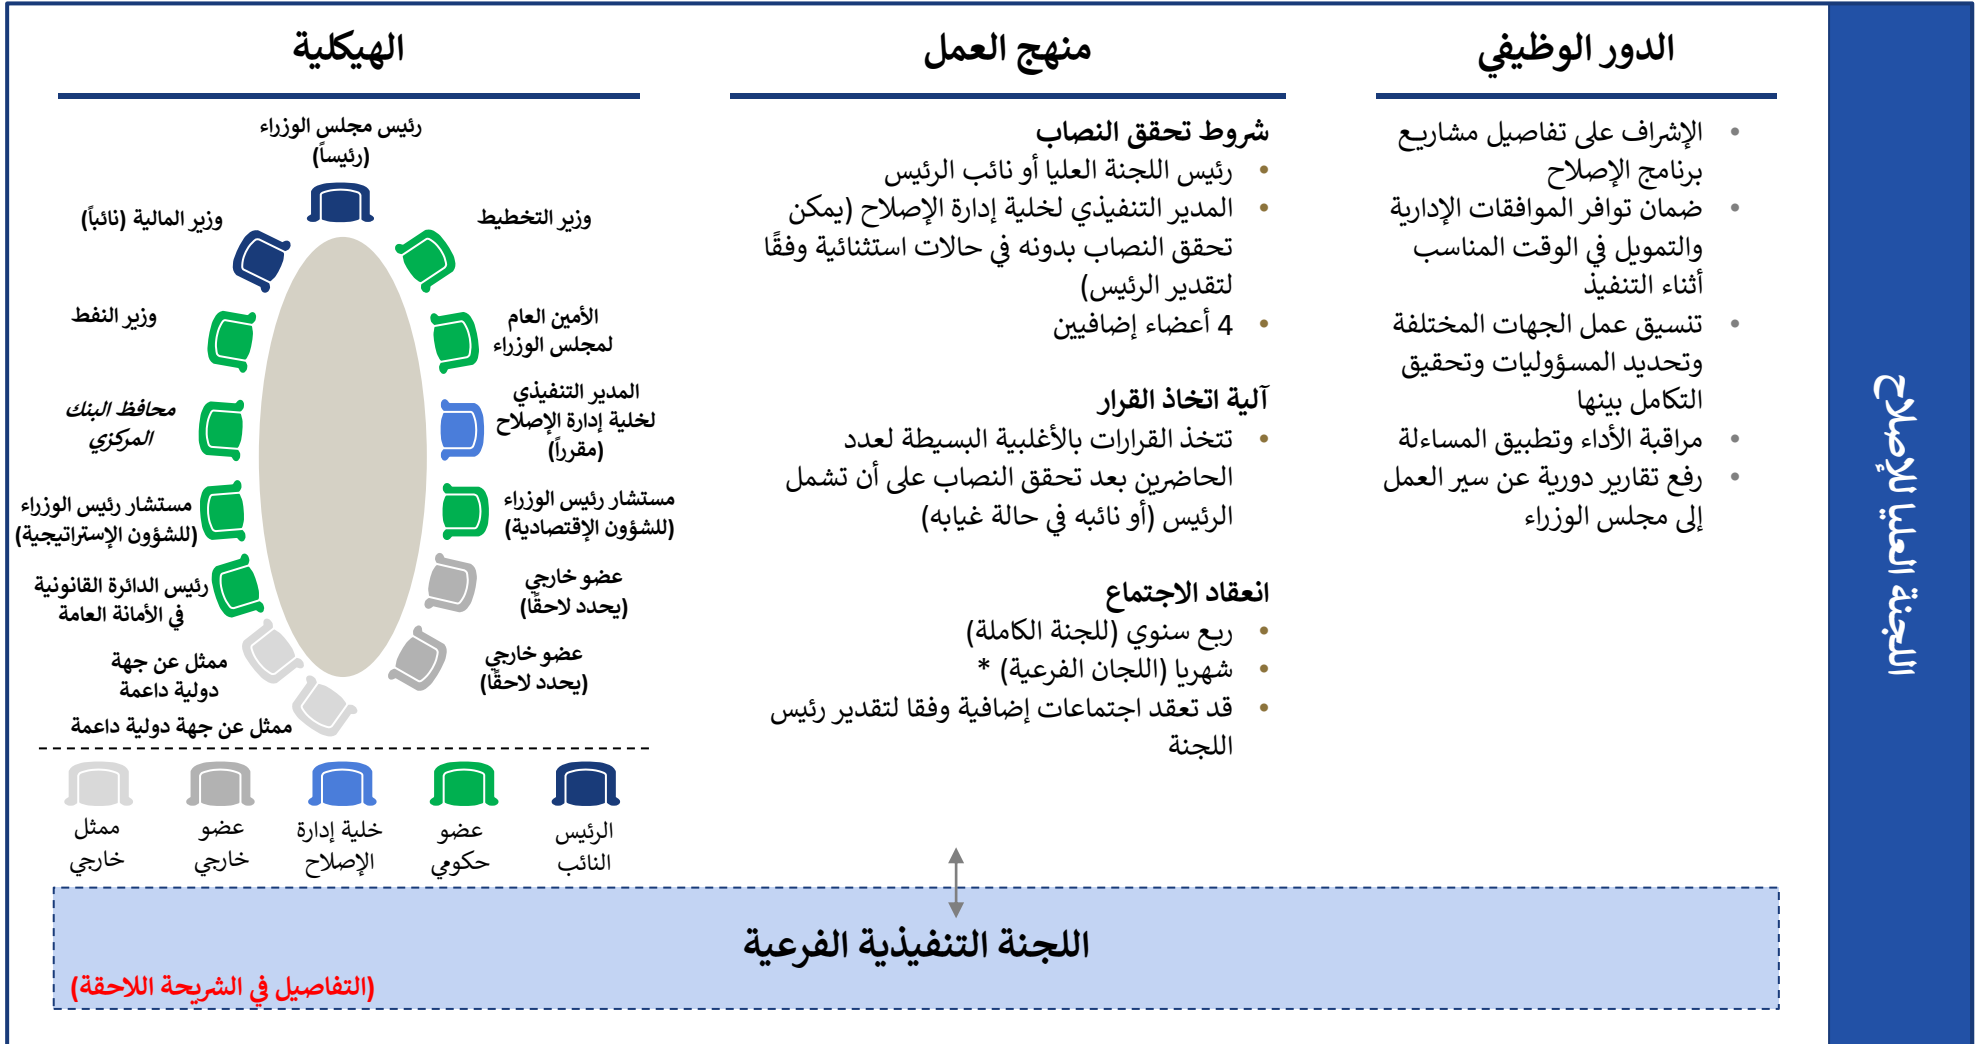 اللجنة العليا للإصلاح
الدور الوظيفي
• الإشراف على تفاصيل مشاريع
برنامج الإصلاح
• ضمان توافر الموافقات الإدارية
والتمويل في الوقت المناسب
أثناء التنفيذ
• تنسيق عمل الجهات المختلفة
وتحديد المسؤوليات وتحقيق
التكامل بينها
• مراقبة الأداء وتطبيق المساءلة
• رفع تقارير دورية عن سير العمل
إلى مجلس الوزراء
منهج العمل
شروط تحقق النصاب
• رئيس اللجنة العليا أو نائب الرئيس
• المدير التنفيذي لخلية إدارة الإصلاح (يمكن
تحقق النصاب بدونه في حالات استثنائية وفقًا
لتقدير الرئيس)
• 4 أعضاء إضافيين
آلية اتخاذ القرار
• تتخذ القرارات بالأغلبية البسيطة لعدد
الحاضرين بعد تحقق النصاب على أن تشمل
الرئيس (أو نائبه في حالة غيابه)
انعقاد الاجتماع
• ربع سنوي (للجنة الكاملة)
• شهريا (اللجان الفرعية) *
• قد تعقد اجتماعات إضافية وفقا لتقدير رئيس
اللجنة
الهيكلية
رئيس مجلس الوزراء
(رئيساً)
وزير التخطيط
وزير المالية (نائباً)
الأمين العام
لمجلس الوزراء
وزير النفط
المدير التنفيذي
لخلية إدارة الإصلاح
(مقرراً)
محافظ البنك
المركزي
مستشار رئيس الوزراء
(للشؤون الإقتصادية)
مستشار رئيس الوزراء
(للشؤون الإستراتيجية)
عضو خارجي
(يحدد لاحقًا)
رئيس الدائرة القانونية
في الأمانة العامة
عضو خارجي
(يحدد لاحقًا)
ممثل عن جهة
دولية داعمة
ممثل عن جهة دولية داعمة
الرئيس
النائب
عضو
حكومي
خلية إدارة
الإصلاح
عضو
خارجي
ممثل
خارجي
اللجنة التنفيذية الفرعية
(التفاصيل في الشريحة اللاحقة)